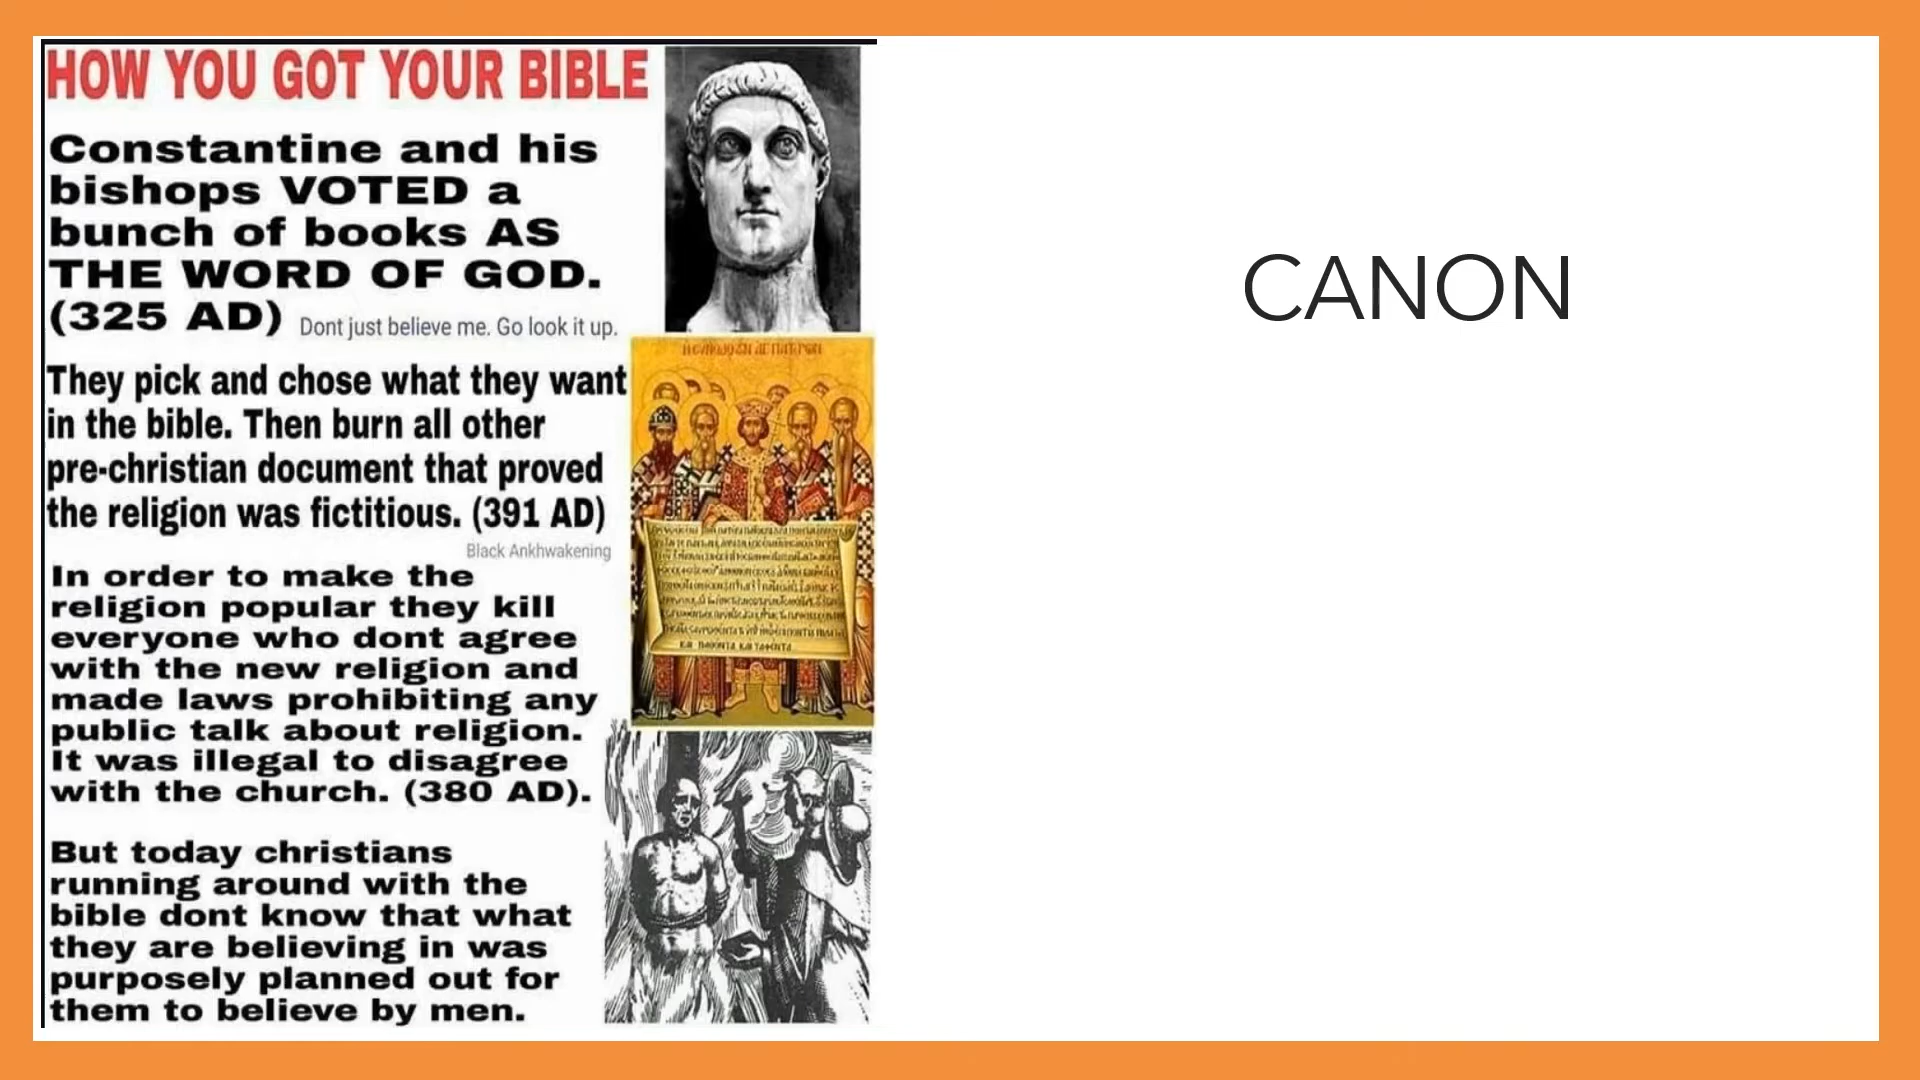 HOW YOU GOT YOUR BIBLE
Constantine and his
bishops VOTED a
bunch of books AS
THE WORD OF GOD.
(325 AD) Dont just believe me. Go look it up.
They pick and chose what they want
in the bible. Then burn all other
pre-christian document that proved
the religion was fictitious. (391 AD)
Black Ankhwakening
In order to make the
religion popular they kill
everyone who dont agree
with the new religion and
made laws prohibiting any
public talk about religion.
It was illegal to disagree
with the church. (380 AD).
But today christians
running around with the
bible dont know that what
they are believing in was
purposely planned out for
them to believe by men.
CANON